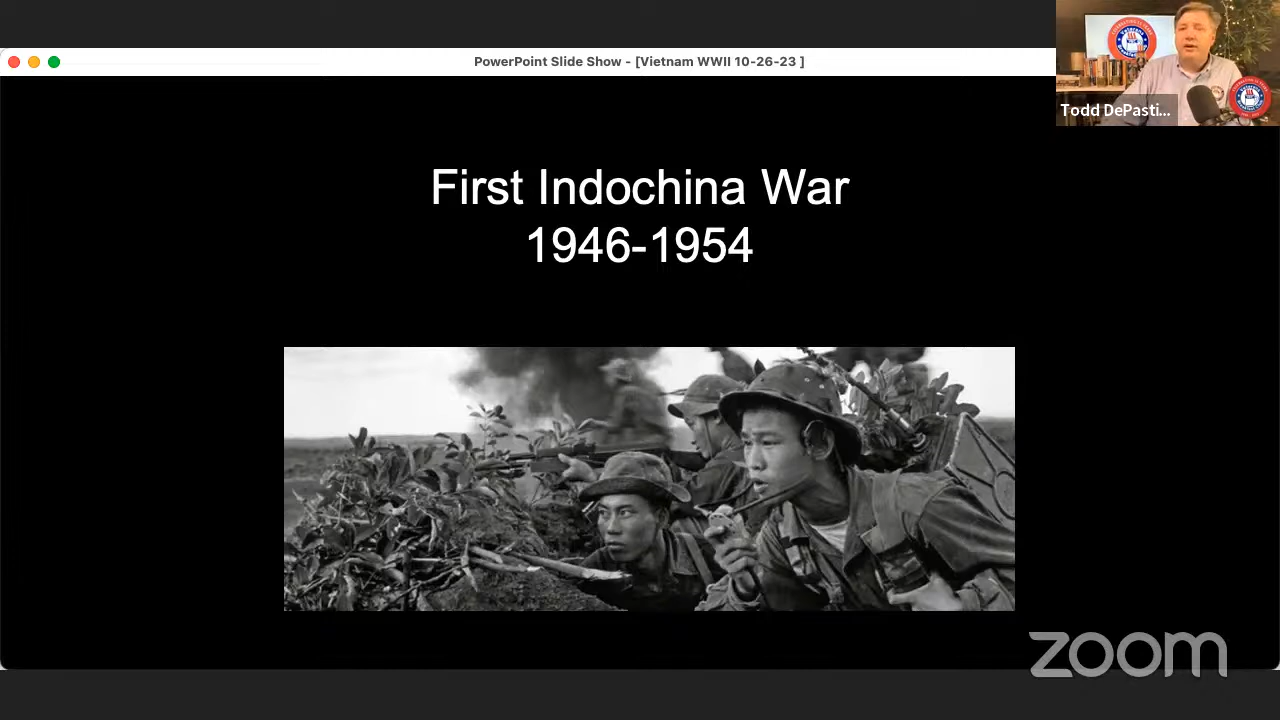 PowerPoint Slide Show - [Vietnam WWII 10-26-23 ]
Todd DePasti...
First Indochina War
1946-1954
zoom